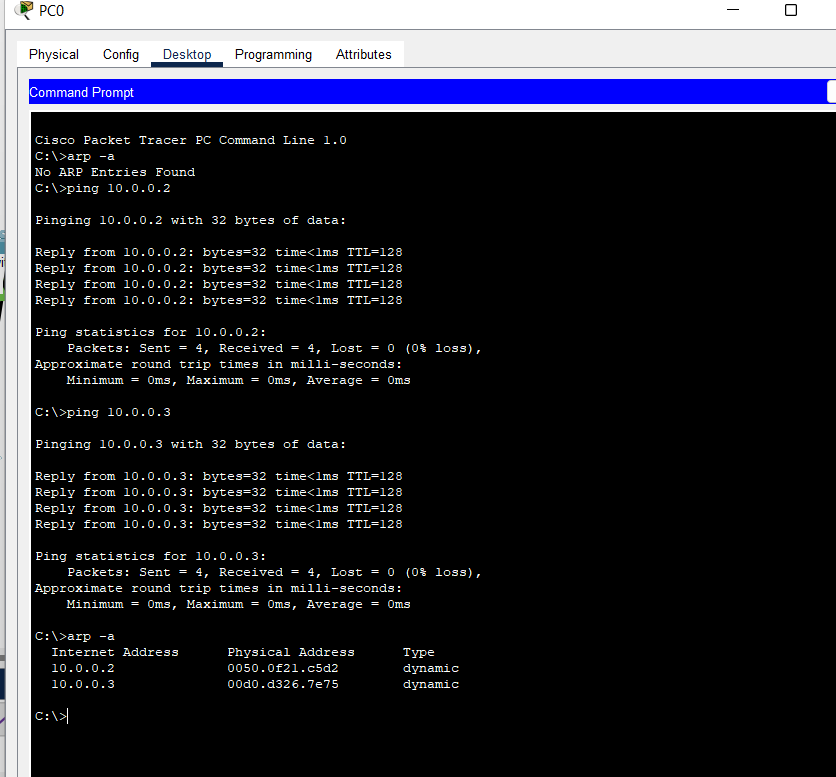 PC0
Physical Config Desktop Programming Attributes
Command Prompt
Cisco Packet Tracer PC Command Line 1.0
C:\>arp -a
No ARP Entries Found
C:\>ping 10.0.0.2
Pinging 10.0.0.2 with 32 bytes of data:
Reply from 10.0.0.2: bytes=32 time<1ms TTL=128
Reply from 10.0.0.2: bytes=32 time<1ms TTL=128
Reply from 10.0.0.2: bytes=32 time<1ms TTL=128
Reply from 10.0.0.2: bytes=32 time<1ms TTL=128
Ping statistics for 10.0.0.2:
Packets: Sent = 4, Received = 4, Lost = 0 (0% loss),
Approximate round trip times in milli-seconds:
Minimum = 0ms, Maximum = 0ms, Average = 0ms
C:\>ping 10.0.0.3
Pinging 10.0.0.3 with 32 bytes of data:
Reply from 10.0.0.3: bytes=32 time<1ms TTL=128
Reply from 10.0.0.3: bytes=32 time<1ms TTL=128
Reply from 10.0.0.3: bytes=32 time<1ms TTL=128
Reply from 10.0.0.3: bytes=32 time<1ms TTL=128
Ping statistics for 10.0.0.3:
Packets: Sent = 4, Received = 4, Lost = 0 (0% loss),
Approximate round trip times in milli-seconds:
Minimum = 0ms, Maximum = 0ms, Average = 0ms
C:\>arp -a
Internet Address Physical Address Type
10.0.0.2 0050.0f21.c5d2 dynamic
10.0.0.3 00d0.d326.7e75 dynamic
C:\>